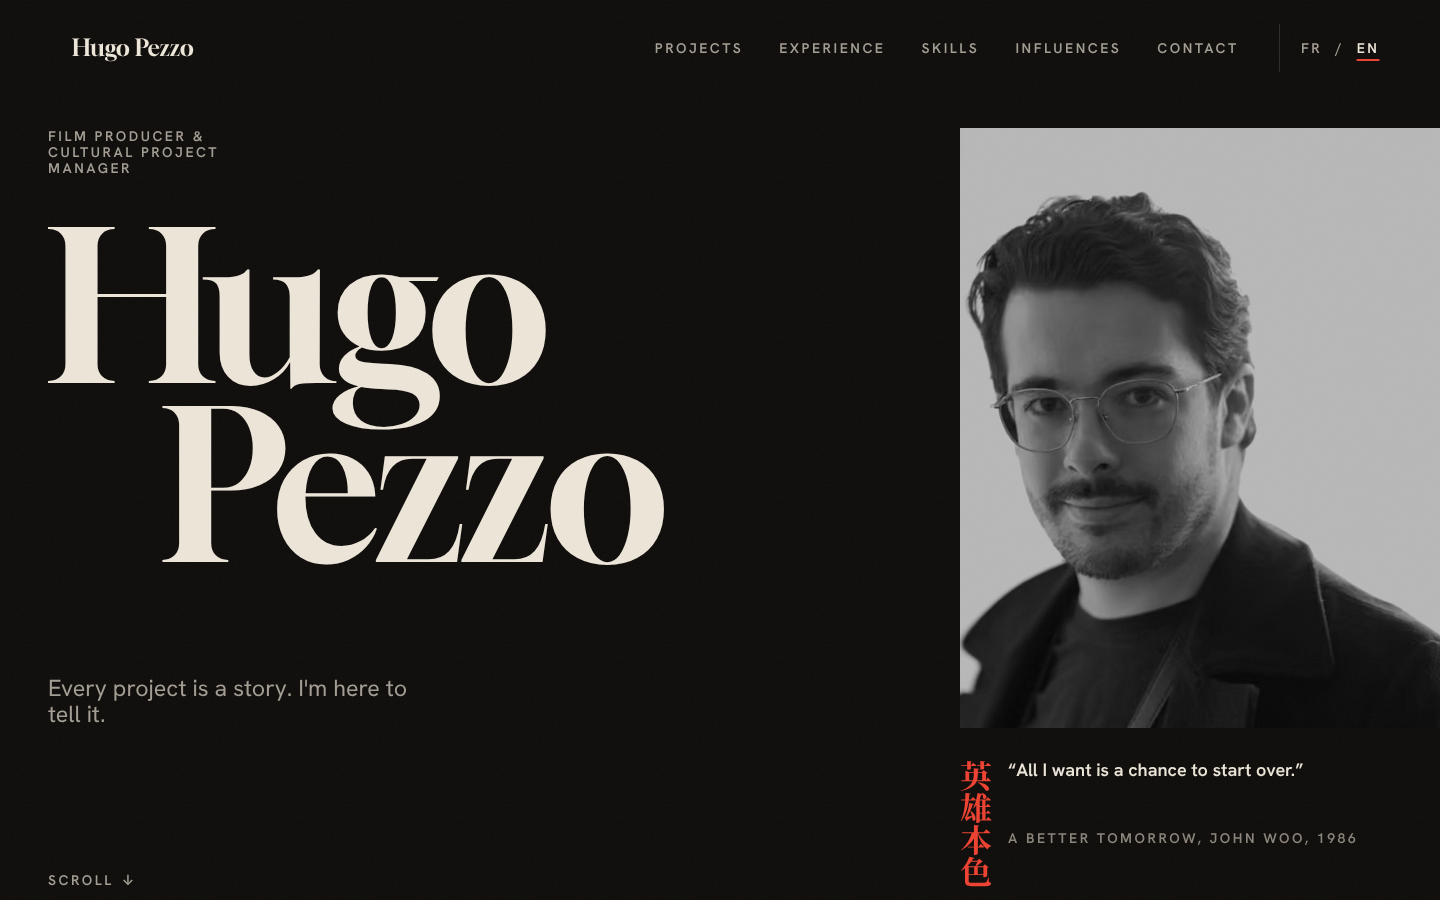 Hugo Pezzo
PROJECTS EXPERIENCE SKILLS INFLUENCES CONTACT FR / EN
FILM PRODUCER &
CULTURAL PROJECT
MANAGER
Hugo
Pezzo
Every project is a story. I'm here to
tell it.
SCROLL ↓
英雄本色
“All I want is a chance to start over.”
A BETTER TOMORROW, JOHN WOO, 1986